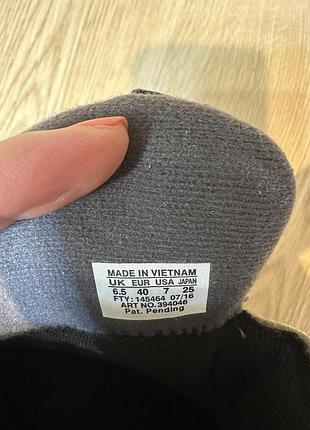 MADE IN VIETNAM
UK EUR USA JAPAN
6.5 40 7 25
FTY: 145464 07/16
ART NO. 394046
Pat. Pending